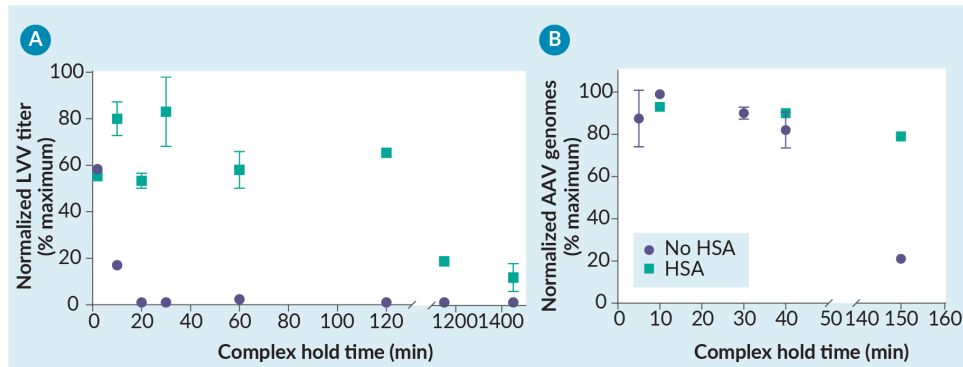 A
Normalized LVV titer
(% maximum)
100
80
60
40
20
0
0 20 40 60 80 100 120 1200 1400
Complex hold time (min)
B
Normalized AAV genomes
(% maximum)
100
80
60
40
20
0
No HSA
HSA
0 10 20 30 40 50 140 150 160
Complex hold time (min)